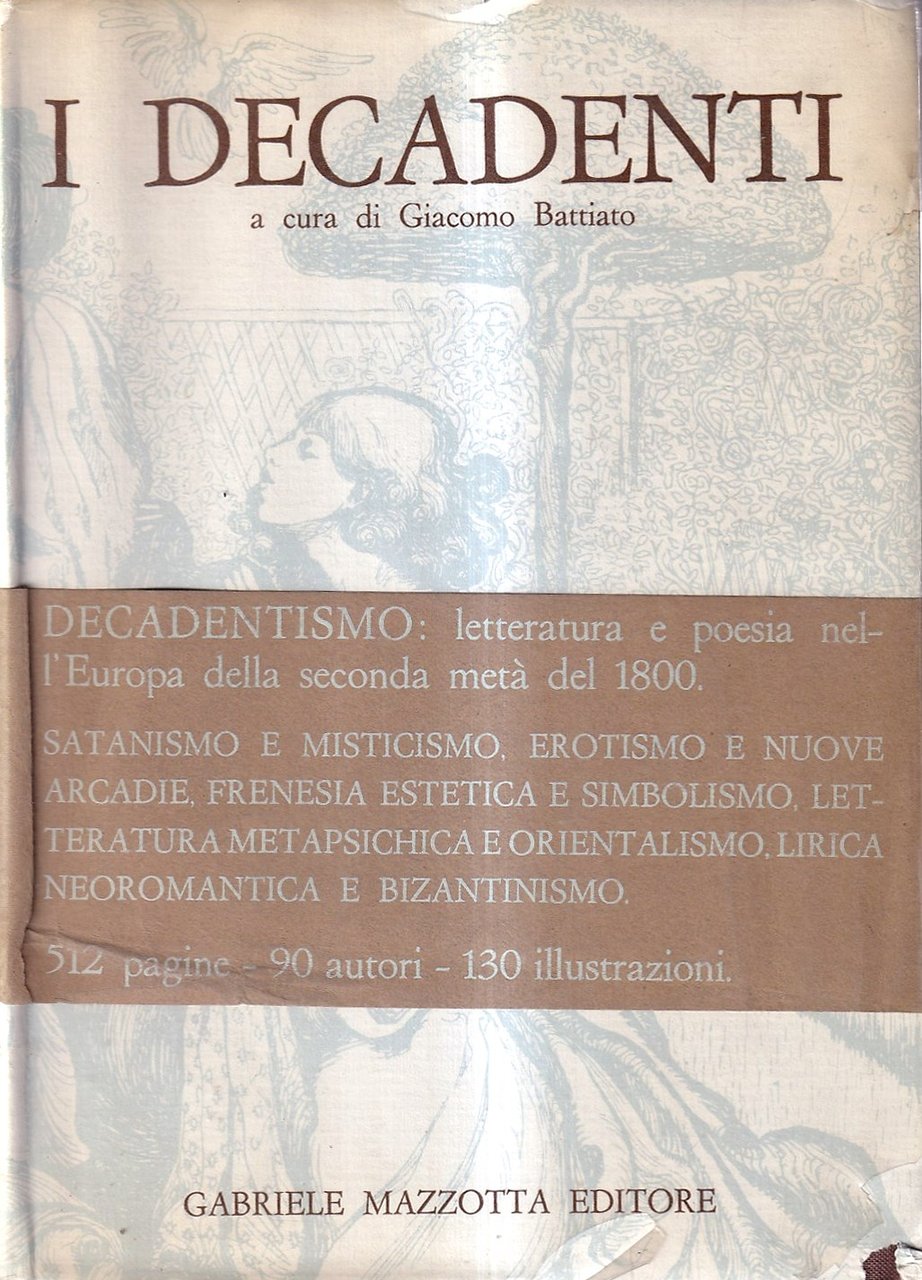 I DECADENTI
a cura di Giacomo Battiato
DECADENTISMO: letteratura e poesia nel-
l'Europa della seconda metà del 1800.
SATANISMO E MISTICISMO, EROTISMO E NUOVE
ARCADIE, FRENESIA ESTETICA E SIMBOLISMO, LET-
TERATURA METAPSICHICA E ORIENTALISMO, LIRICA
NEOROMANTICA E BIZANTINISMO.
512 pagine - 90 autori - 130 illustrazioni.
GABRIELE MAZZOTTA EDITORE